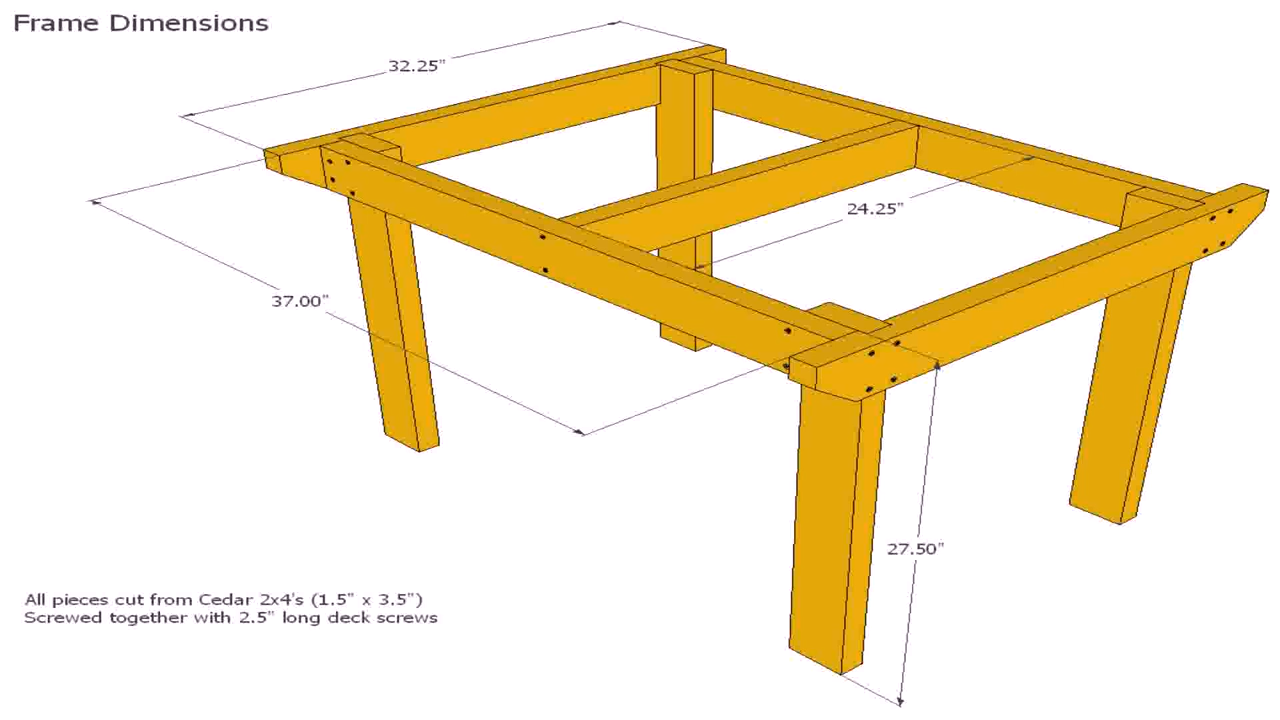 Frame Dimensions
32.25"
24.25"
37.00"
27.50"
All pieces cut from Cedar 2x4's (1.5" x 3.5")
Screwed together with 2.5" long deck screws